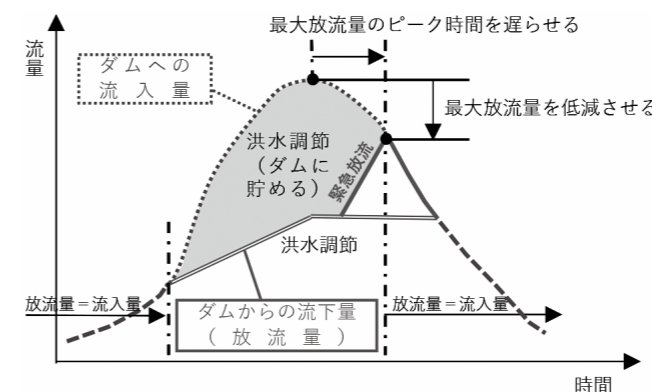 最大放流量のピーク時間を遅らせる
流量
ダムへの
流入量
最大放流量を低減させる
洪水調節
（ダムに
貯める）
緊急放流
洪水調節
放流量＝流入量
放流量＝流入量
ダムからの流下量
（放流量）
時間